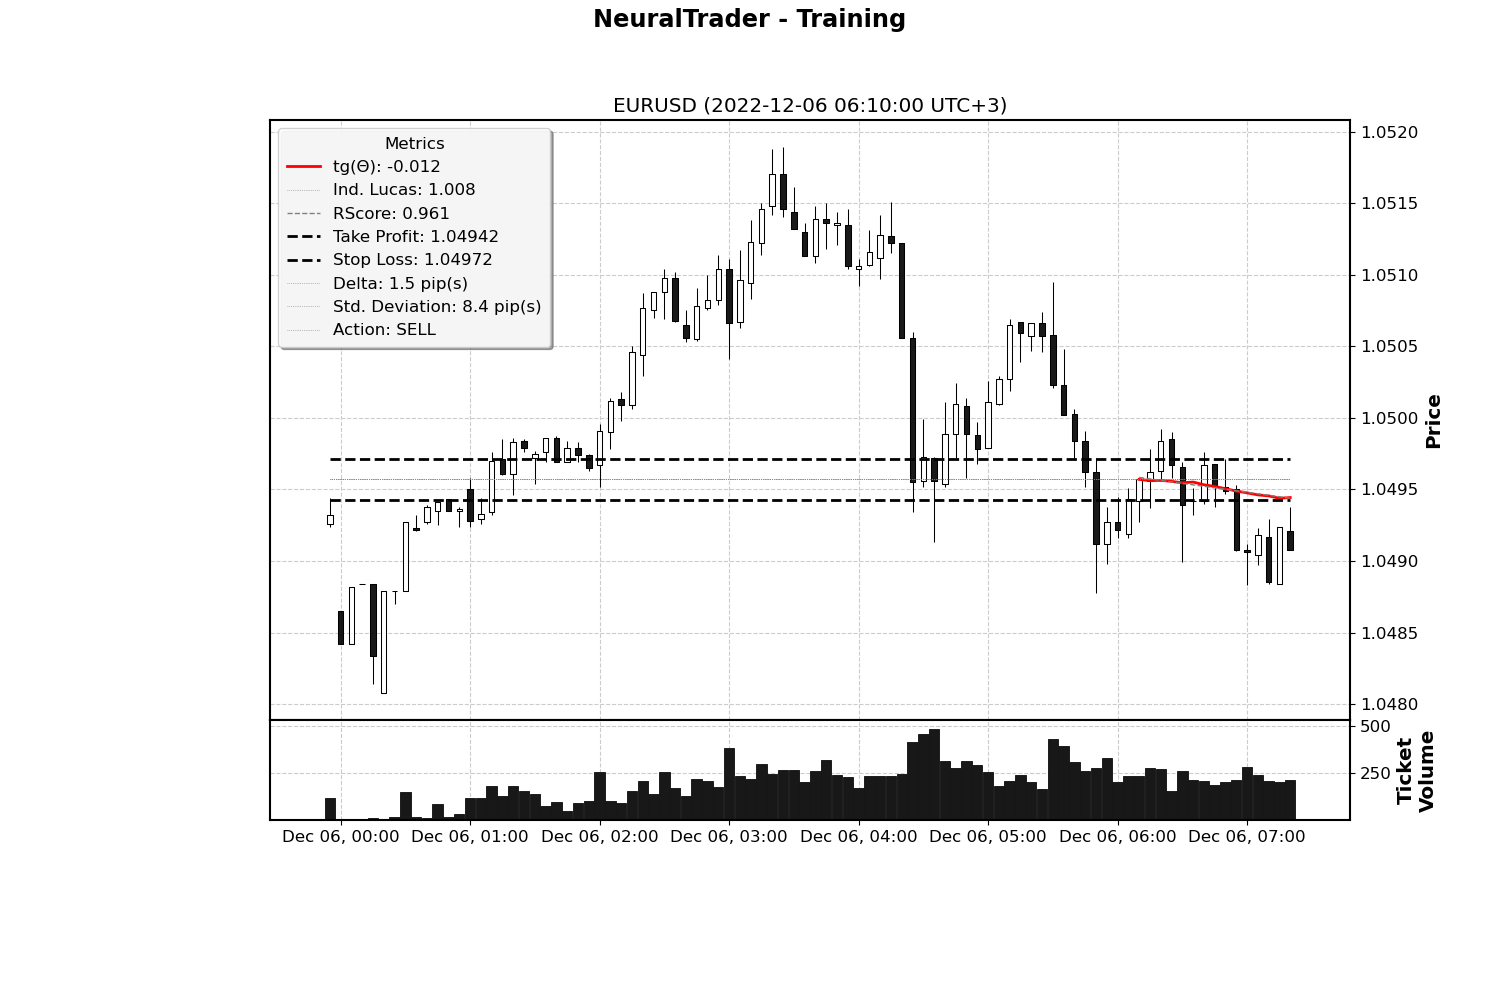 NeuralTrader - Training
EURUSD (2022-12-06 06:10:00 UTC+3)
Metrics
tg(Θ): -0.012
Ind. Lucas: 1.008
RScore: 0.961
Take Profit: 1.04942
Stop Loss: 1.04972
Delta: 1.5 pip(s)
Std. Deviation: 8.4 pip(s)
Action: SELL
1.0520
1.0515
1.0510
1.0505
1.0500
1.0495
1.0490
1.0485
1.0480
Price
500
250
Ticket
Volume
Dec 06, 00:00
Dec 06, 01:00
Dec 06, 02:00
Dec 06, 03:00
Dec 06, 04:00
Dec 06, 05:00
Dec 06, 06:00
Dec 06, 07:00